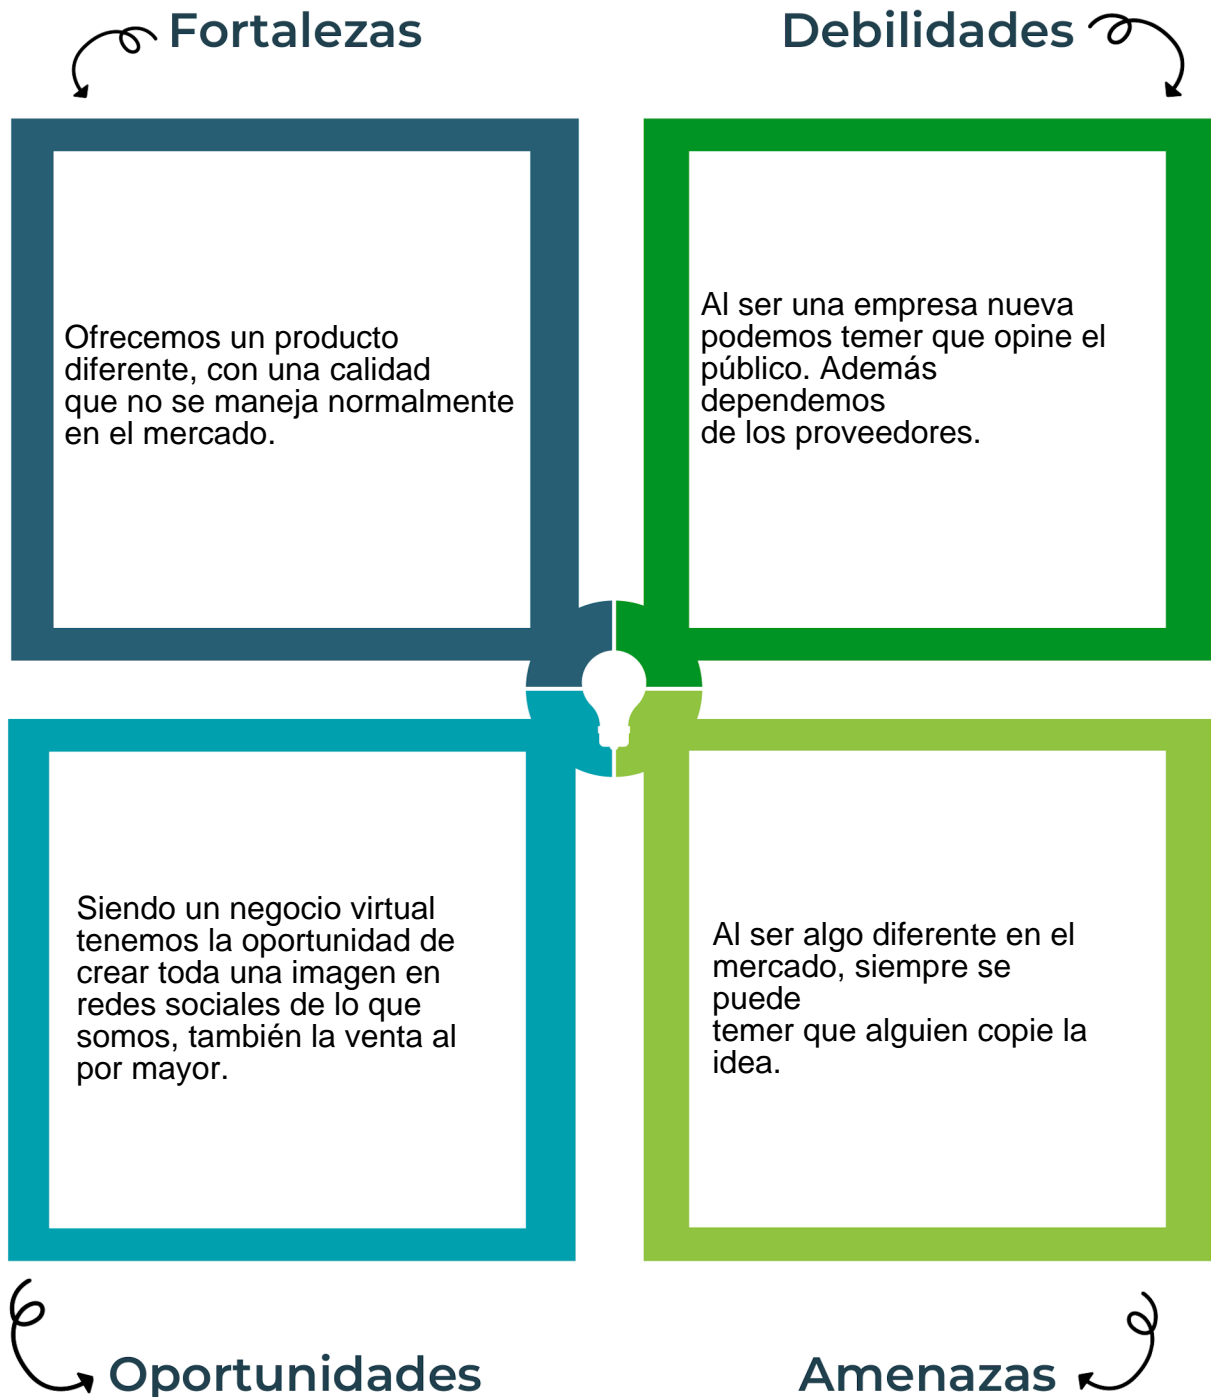 Fortalezas
Debilidades
Ofrecemos un producto
diferente, con una calidad
que no se maneja normalmente
en el mercado.
Al ser una empresa nueva
podemos temer que opine el
público. Además
dependemos
de los proveedores.
Siendo un negocio virtual
tenemos la oportunidad de
crear toda una imagen en
redes sociales de lo que
somos, también la venta al
por mayor.
Al ser algo diferente en el
mercado, siempre se
puede
temer que alguien copie la
idea.
Oportunidades
Amenazas